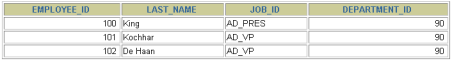 EMPLOYEE_ID LAST_NAME JOB_ID DEPARTMENT_ID
100 King AD_PRES 90
101 Kochhar AD_VP 90
102 De Haan AD_VP 90